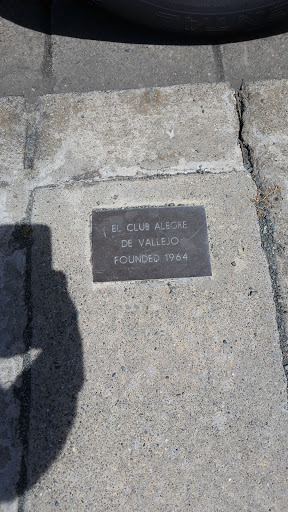 EL CLUB ALEGRE
DE VALLEJO
FOUNDED 1964